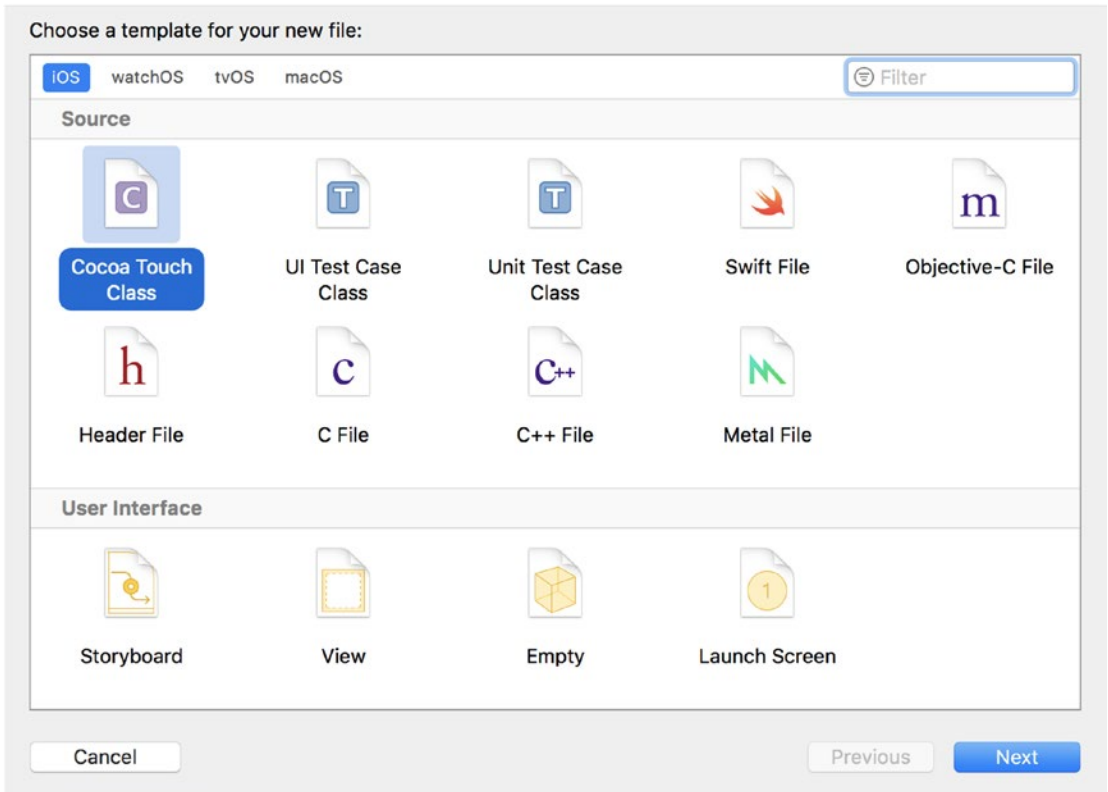 Choose a template for your new file:
iOS watchOS tvOS macOS Filter
Source
C T T m
Cocoa Touch Class
UI Test Case Class
Unit Test Case Class
Swift File
Objective-C File
h c C++
Header File
C File
C++ File
Metal File
User Interface
1
Storyboard
View
Empty
Launch Screen
Cancel Previous Next